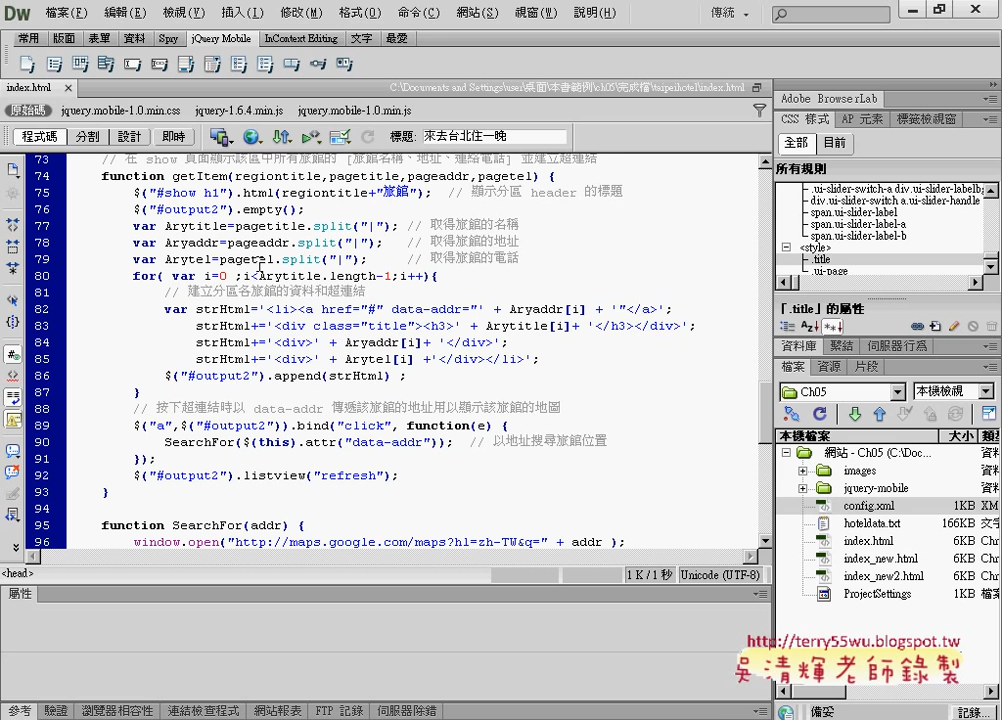 Dw 檔案(F) 編輯(E) 檢視(V) 插入(I) 修改(M) 格式(O) 命令(C) 網站(S) 視窗(W) 說明(H) 傳統
常用 版面 表單 資料 Spry jQuery Mobile InContext Editing 文字 最愛
index.html C:\Documents and Settings\user\桌面\本書範例\ch05\完成檔\taipeihotel\index.html
原始碼 jquery.mobile-1.0.min.css jquery-1.6.4.min.js jquery.mobile-1.0.min.js
程式碼 分割 設計 即時 標題: 來去台北住一晚
73 // 在 show 頁面顯示該區中所有旅館的 [旅館名稱、地址、連絡電話] 並建立超連結
74 function getItem(regiontitle,pagetitle,pageaddr,pagetel) {
75 $("#show h1").html(regiontitle+"旅館"); // 顯示分區 header 的標題
76 $("#output2").empty();
77 var Arytitle=pagetitle.split("|"); // 取得旅館的名稱
78 var Aryaddr=pageaddr.split("|"); // 取得旅館的地址
79 var Arytel=pagetel.split("|"); // 取得旅館的電話
80 for( var i=0 ;i<Arytitle.length-1;i++){
81 // 建立分區各旅館的資料和超連結
82 var strHtml='<li><a href="#" data-addr="' + Aryaddr[i] + '"</a>';
83 strHtml+='<div class="title"><h3>' + Arytitle[i]+ '</h3></div>';
84 strHtml+='<div>' + Aryaddr[i]+ '</div>';
85 strHtml+='<div>' + Arytel[i] +'</div></li>';
86 $("#output2").append(strHtml) ;
87 }
88 // 按下超連結時以 data-addr 傳遞該旅館的地址用以顯示該旅館的地圖
89 $("a",$("#output2")).bind("click", function(e) {
90 SearchFor($(this).attr("data-addr")); // 以地址搜尋旅館位置
91 });
92 $("#output2").listview("refresh");
93 }
94
95 function SearchFor(addr) {
96 window.open("http://maps.google.com/maps?hl=zh-TW&q=" + addr );
<head> 1 K / 1 秒 Unicode (UTF-8)
屬性
參考 驗證 瀏覽器相容性 連結檢查程式 網站報表 FTP 記錄 伺服器除錯
Adobe BrowserLab
CSS 樣式 AP 元素 標籤檢視窗
全部 目前
所有規則
.ui-slider-switch-a div.ui-slider-labelb
div.ui-slider-switch a.ui-slider-handle
span.ui-slider-label
span.ui-slider-label-a
span.ui-slider-label-b
<style>
.title
.ui-page
「.title」的屬性
資料庫 繫結 伺服器行為
檔案 資源 片段
Ch05 本機檢視
本機檔案 大小
網站 - Ch05 (C:\Doc...
images
jquery-mobile
config.xml 1KB XM
hoteldata.txt 166KB 文字
index.html 6KB Chr
index_new.html 6KB Chr
index_new2.html 6KB Chr
ProjectSettings 1KB 檔案
http://terry55wu.blogspot.tw
吳清輝老師錄製
備妥 記錄...